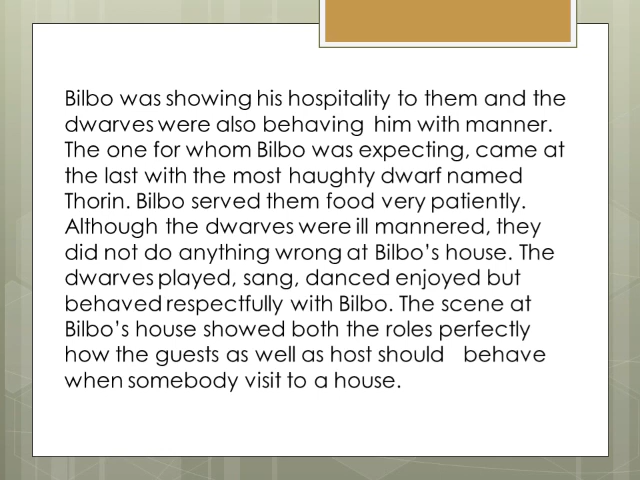 Bilbo was showing his hospitality to them and the
dwarves were also behaving him with manner.
The one for whom Bilbo was expecting, came at
the last with the most haughty dwarf named
Thorin. Bilbo served them food very patiently.
Although the dwarves were ill mannered, they
did not do anything wrong at Bilbo’s house. The
dwarves played, sang, danced enjoyed but
behaved respectfully with Bilbo. The scene at
Bilbo’s house showed both the roles perfectly
how the guests as well as host should behave
when somebody visit to a house.